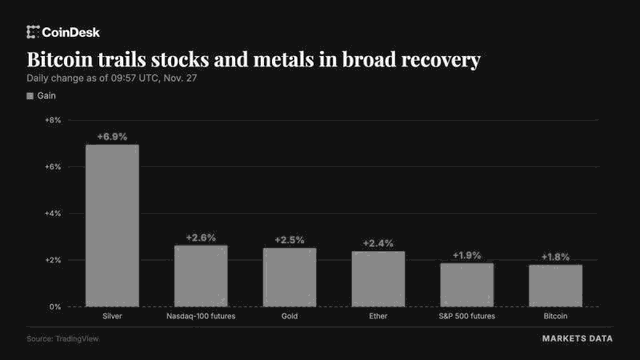 CoinDesk
Bitcoin trails stocks and metals in broad recovery
Daily change as of 09:57 UTC, Nov. 27
Gain
+8%
+6%
+4%
+2%
0%
+6.9%
+2.6%
+2.5%
+2.4%
+1.9%
+1.8%
Silver
Nasdaq-100 futures
Gold
Ether
S&P 500 futures
Bitcoin
Source: TradingView
MARKETS DATA